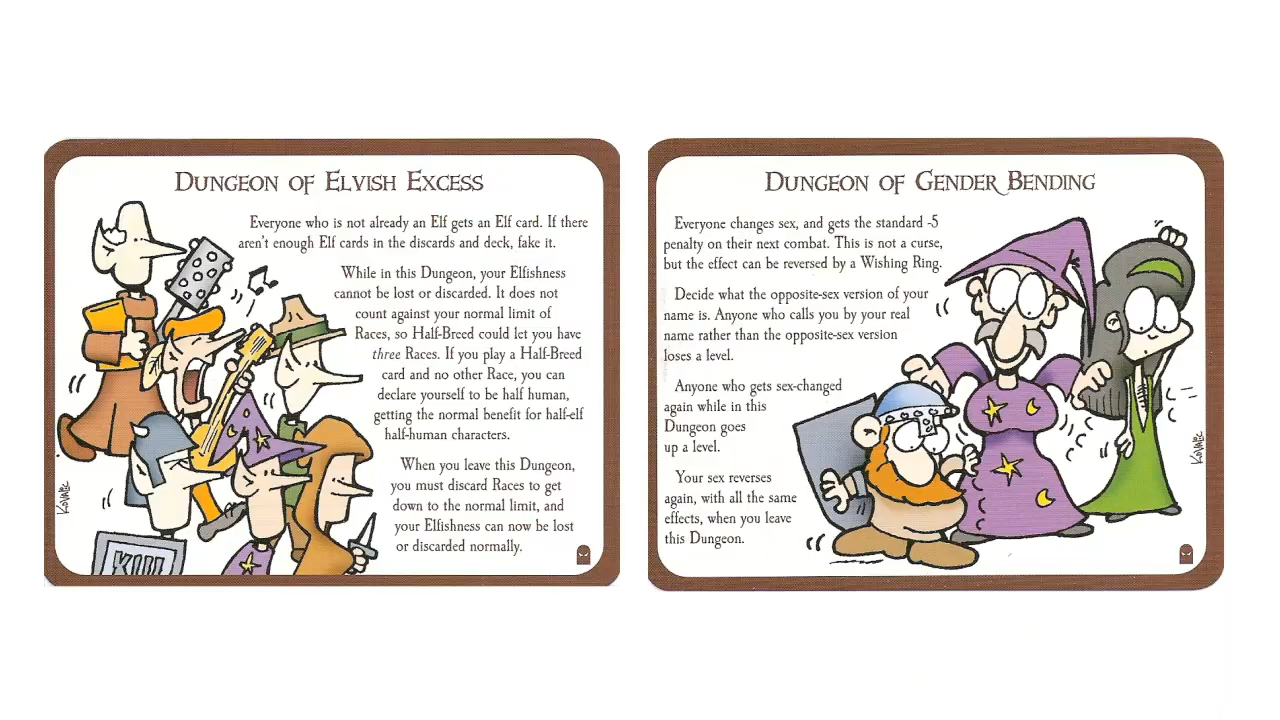 Dungeon of Elvish Excess
Everyone who is not already an Elf gets an Elf card. If there
aren't enough Elf cards in the discards and deck, fake it.
While in this Dungeon, your Elfishness
cannot be lost or discarded. It does not
count against your normal limit of
Races, so Half-Breed could let you have
three Races. If you play a Half-Breed
card and no other Race, you can
declare yourself to be half human,
getting the normal benefit for half-elf
half-human characters.
When you leave this Dungeon,
you must discard Races to get
down to the normal limit, and
your Elfishness can now be lost
or discarded normally.
KOVALIC
Dungeon of Gender Bending
Everyone changes sex, and gets the standard -5
penalty on their next combat. This is not a curse,
but the effect can be reversed by a Wishing Ring.
Decide what the opposite-sex version of your
name is. Anyone who calls you by your real
name rather than the opposite-sex version
loses a level.
Anyone who gets sex-changed
again while in this
Dungeon goes
up a level.
Your sex reverses
again, with all the same
effects, when you leave
this Dungeon.
KOVALIC